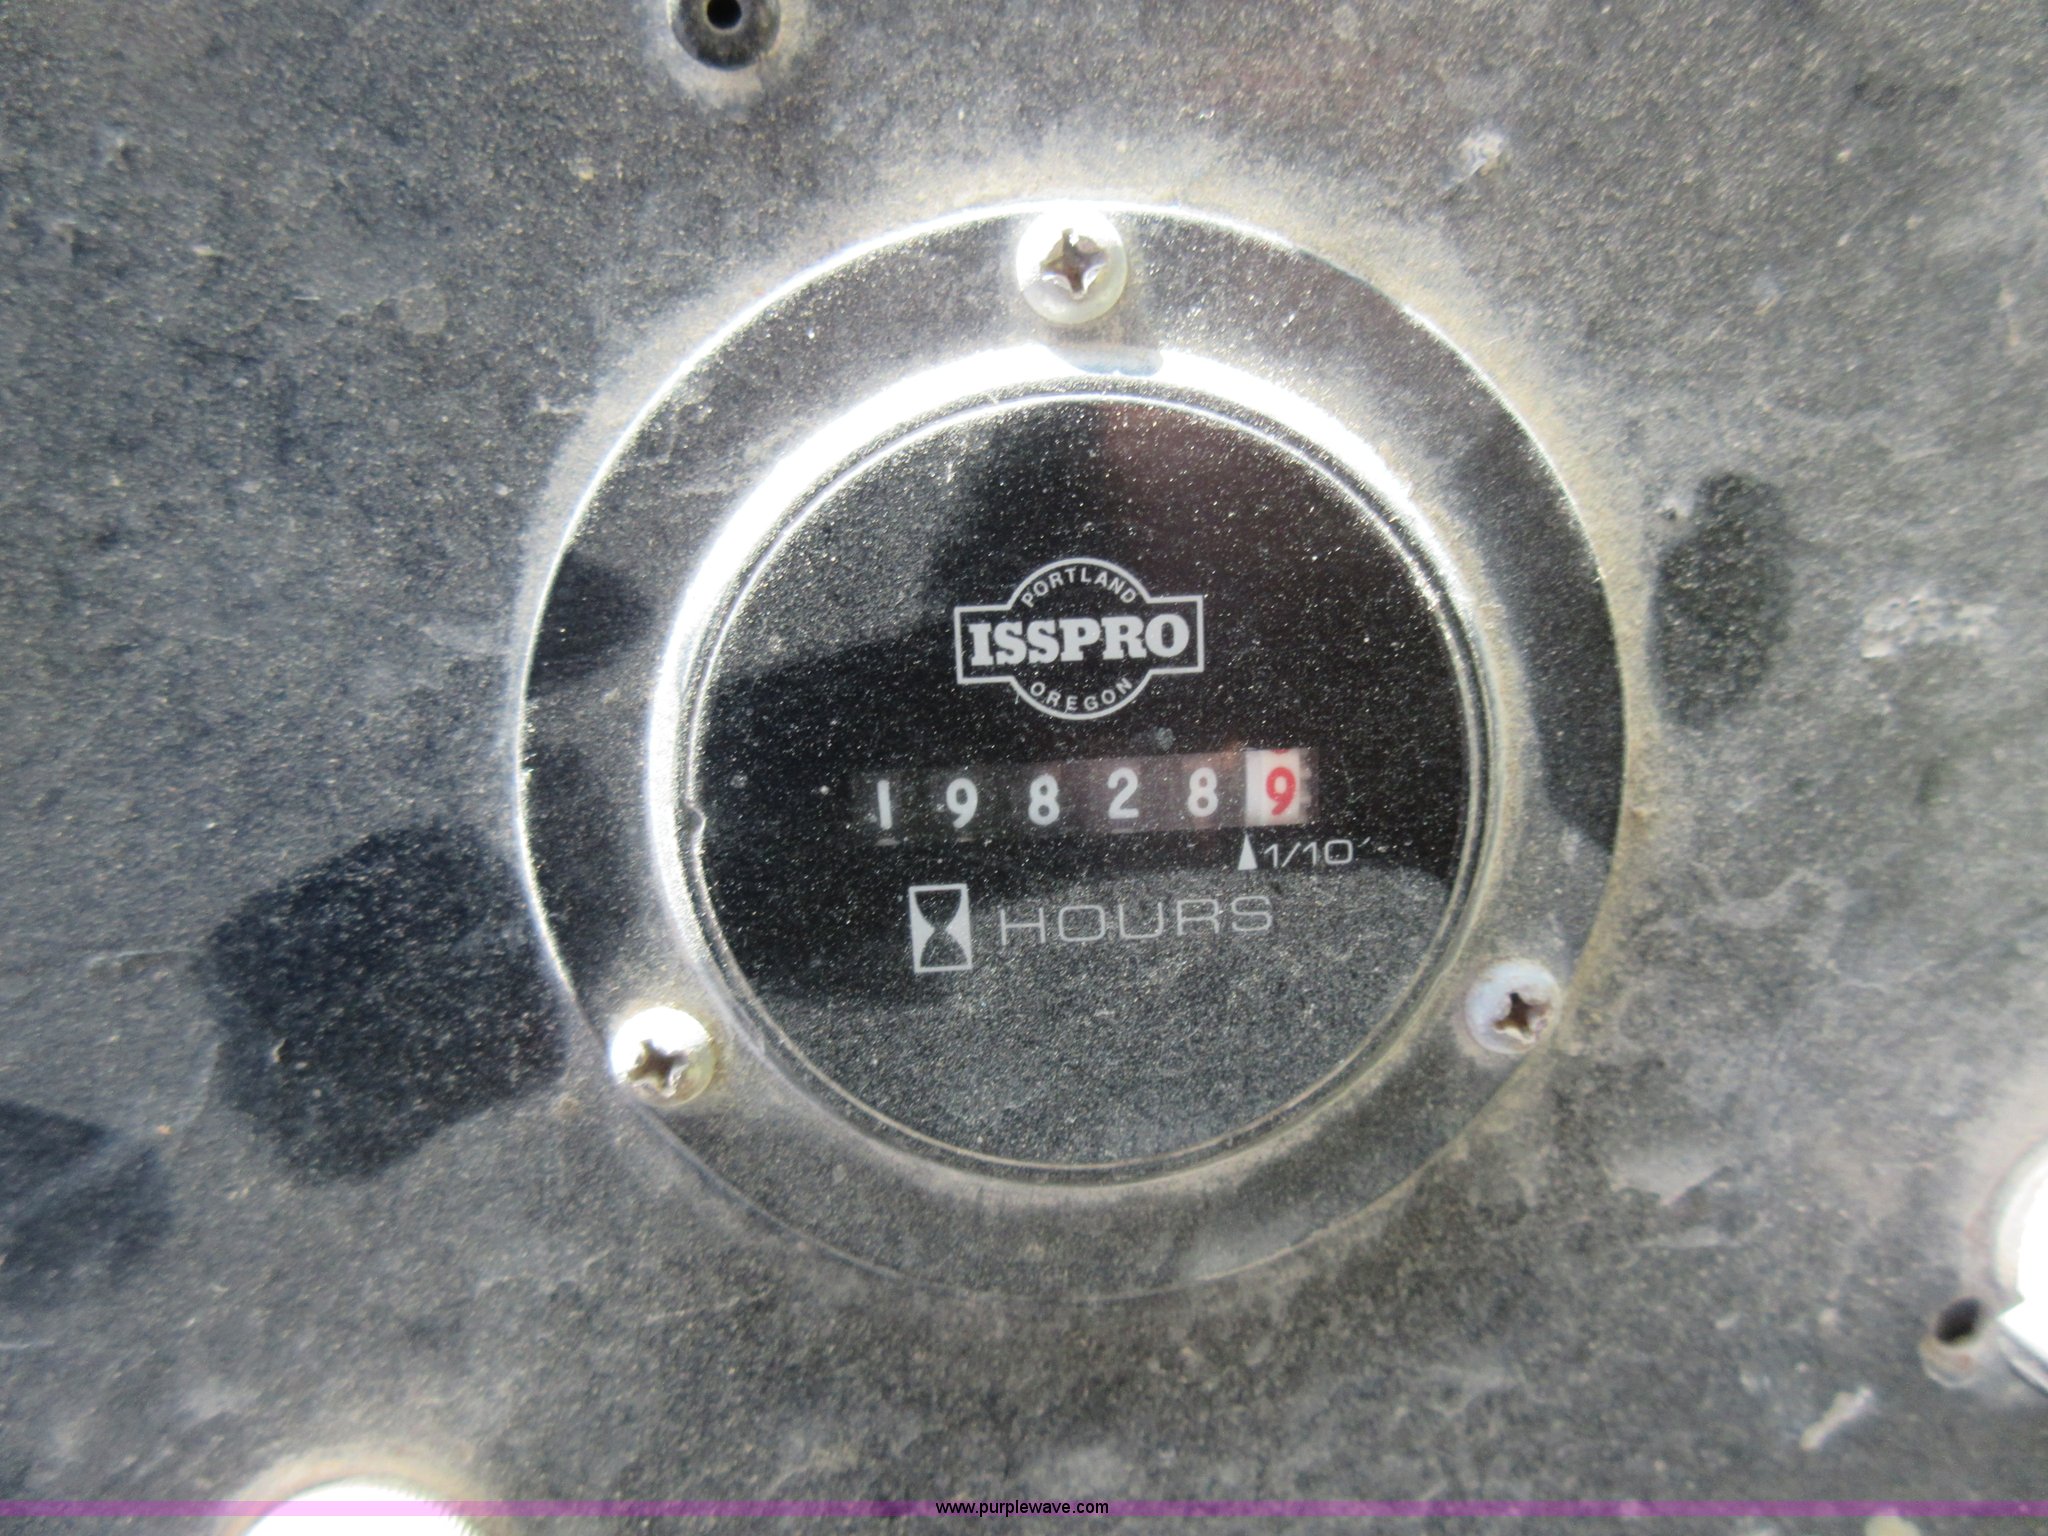 PORTLAND
ISSPRO
OREGON
198289
1/10
HOURS
www.purplewave.com